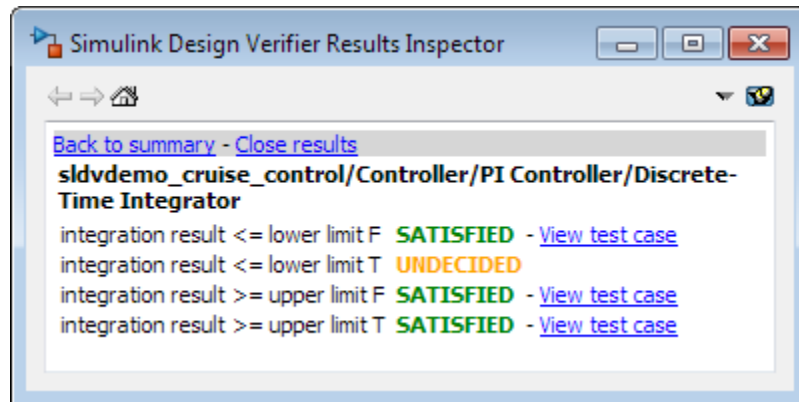 Simulink Design Verifier Results Inspector
Back to summary - Close results
sldvdemo_cruise_control/Controller/PI Controller/Discrete-
Time Integrator
integration result <= lower limit F SATISFIED - View test case
integration result <= lower limit T UNDECIDED
integration result >= upper limit F SATISFIED - View test case
integration result >= upper limit T SATISFIED - View test case